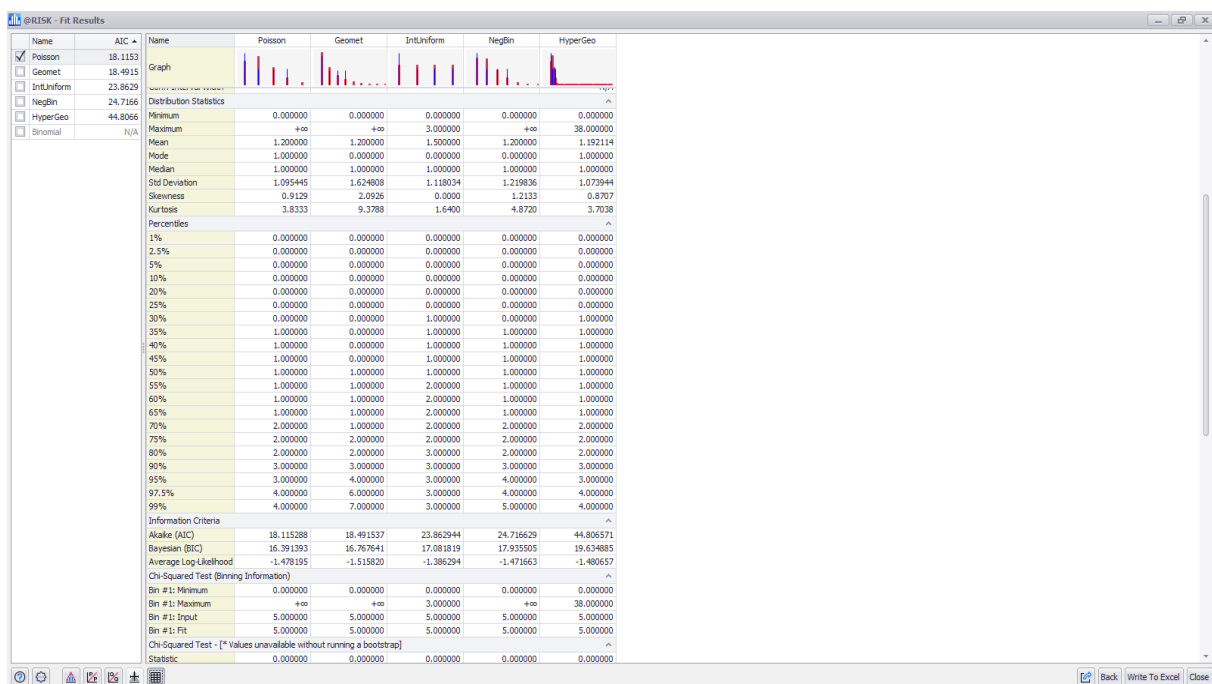 @RISK - Fit Results
Name AIC
Poisson 18.1153
Geomet 18.4915
IntUniform 23.8629
NegBin 24.7166
HyperGeo 44.8066
Binomial N/A
Name Poisson Geomet IntUniform NegBin HyperGeo
Graph
Distribution Statistics
Minimum 0.000000 0.000000 0.000000 0.000000 0.000000
Maximum +∞ +∞ 3.000000 +∞ 38.000000
Mean 1.200000 1.200000 1.500000 1.200000 1.192114
Mode 1.000000 0.000000 0.000000 0.000000 1.000000
Median 1.000000 1.000000 1.000000 1.000000 1.000000
Std Deviation 1.095445 1.624808 1.118034 1.219836 1.073944
Skewness 0.9129 2.0926 0.0000 1.2133 0.8707
Kurtosis 3.8333 9.3788 1.6400 4.8720 3.7038
Percentiles
1% 0.000000 0.000000 0.000000 0.000000 0.000000
2.5% 0.000000 0.000000 0.000000 0.000000 0.000000
5% 0.000000 0.000000 0.000000 0.000000 0.000000
10% 0.000000 0.000000 0.000000 0.000000 0.000000
20% 0.000000 0.000000 0.000000 0.000000 0.000000
25% 0.000000 0.000000 0.000000 0.000000 0.000000
30% 0.000000 0.000000 1.000000 0.000000 1.000000
35% 1.000000 0.000000 1.000000 1.000000 1.000000
40% 1.000000 0.000000 1.000000 1.000000 1.000000
45% 1.000000 0.000000 1.000000 1.000000 1.000000
50% 1.000000 1.000000 1.000000 1.000000 1.000000
55% 1.000000 1.000000 2.000000 1.000000 1.000000
60% 1.000000 1.000000 2.000000 1.000000 1.000000
65% 1.000000 1.000000 2.000000 1.000000 1.000000
70% 2.000000 1.000000 2.000000 2.000000 2.000000
75% 2.000000 2.000000 2.000000 2.000000 2.000000
80% 2.000000 2.000000 3.000000 2.000000 2.000000
90% 3.000000 3.000000 3.000000 3.000000 3.000000
95% 3.000000 4.000000 3.000000 4.000000 3.000000
97.5% 4.000000 6.000000 3.000000 4.000000 4.000000
99% 4.000000 7.000000 3.000000 5.000000 4.000000
Information Criteria
Akaike (AIC) 18.115288 18.491537 23.862944 24.716629 44.806571
Bayesian (BIC) 16.391393 16.767641 17.081819 17.935505 19.634885
Average Log-Likelihood -1.478195 -1.515820 -1.386294 -1.471663 -1.480657
Chi-Squared Test (Binning Information)
Bin #1: Minimum 0.000000 0.000000 0.000000 0.000000 0.000000
Bin #1: Maximum +∞ +∞ 3.000000 +∞ 38.000000
Bin #1: Input 5.000000 5.000000 5.000000 5.000000 5.000000
Bin #1: Fit 5.000000 5.000000 5.000000 5.000000 5.000000
Chi-Squared Test - [* Values unavailable without running a bootstrap]
Statistic 0.000000 0.000000 0.000000 0.000000 0.000000
Back Write To Excel Close